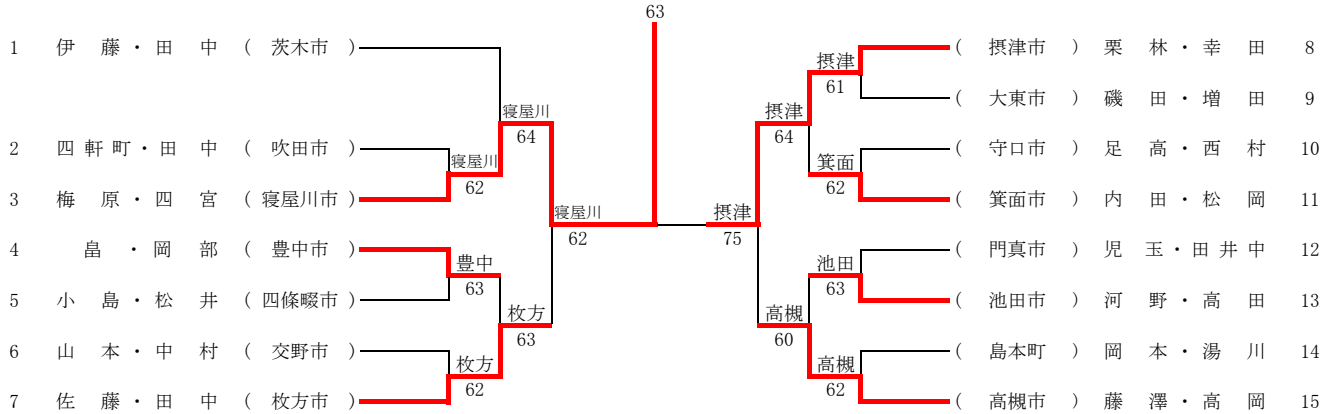 63
1 伊 藤 ・ 田 中 ( 茨木市 )
( 摂津市 ) 栗 林 ・ 幸 田 8
摂津
61
( 大東市 ) 磯 田 ・ 増 田 9
寝屋川
64
摂津
64
2 四 軒 町 ・ 田 中 ( 吹田市 )
( 守口市 ) 足 高 ・ 西 村 10
寝屋川
62
箕面
62
3 梅 原 ・ 四 宮 ( 寝屋川市 )
( 箕面市 ) 内 田 ・ 松 岡 11
寝屋川
62
摂津
75
4 畠 ・ 岡 部 ( 豊中市 )
( 門真市 ) 児 玉 ・ 田 井 中 12
豊中
63
池田
63
5 小 島 ・ 松 井 ( 四條畷市 )
( 池田市 ) 河 野 ・ 高 田 13
枚方
63
高槻
60
6 山 本 ・ 中 村 ( 交野市 )
( 島本町 ) 岡 本 ・ 湯 川 14
枚方
62
高槻
62
7 佐 藤 ・ 田 中 ( 枚方市 )
( 高槻市 ) 藤 澤 ・ 高 岡 15